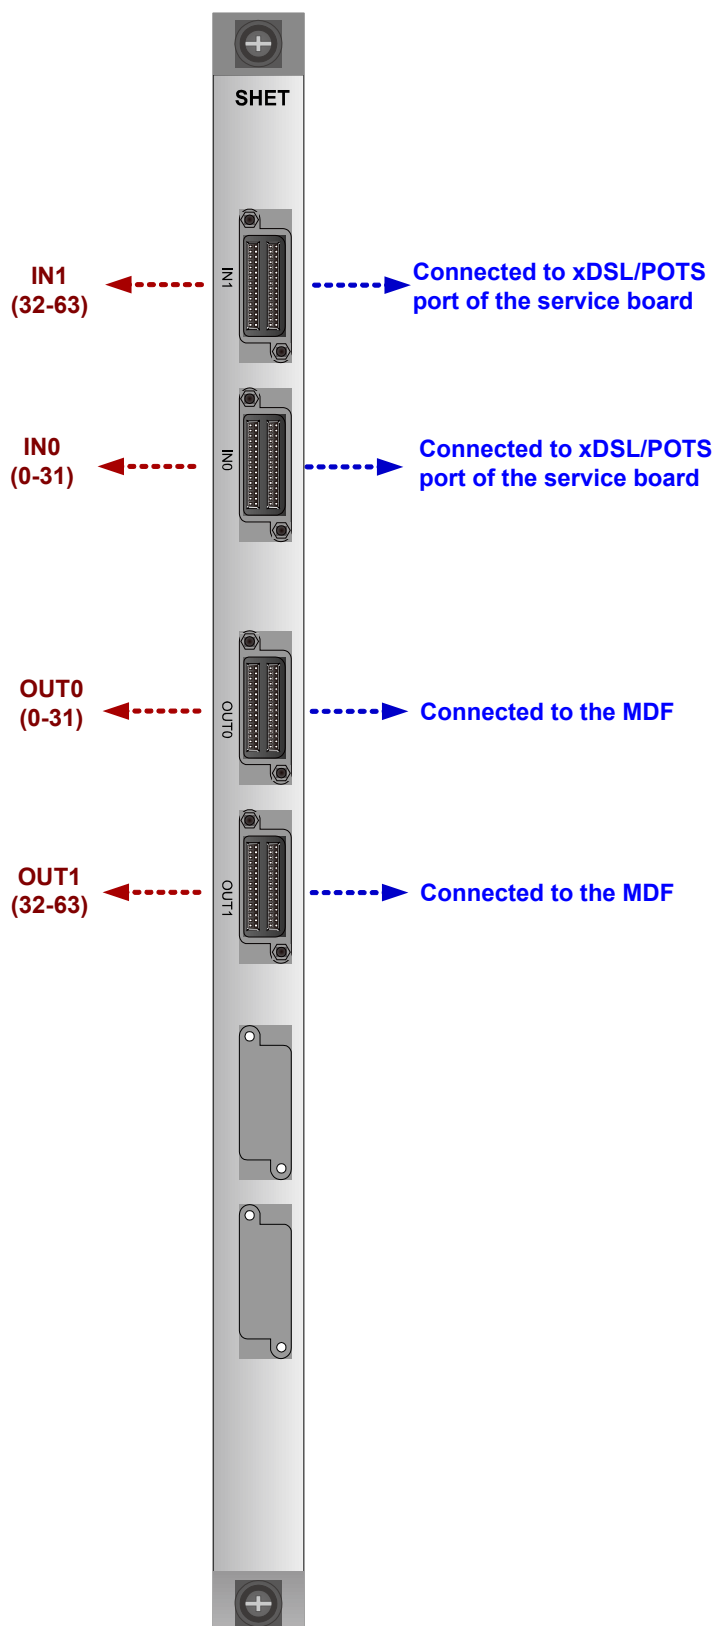 SHET
IN1
(32-63)
IN1
Connected to xDSL/POTS
port of the service board
IN0
(0-31)
IN0
Connected to xDSL/POTS
port of the service board
OUT0
(0-31)
OUT0
Connected to the MDF
OUT1
(32-63)
OUT1
Connected to the MDF